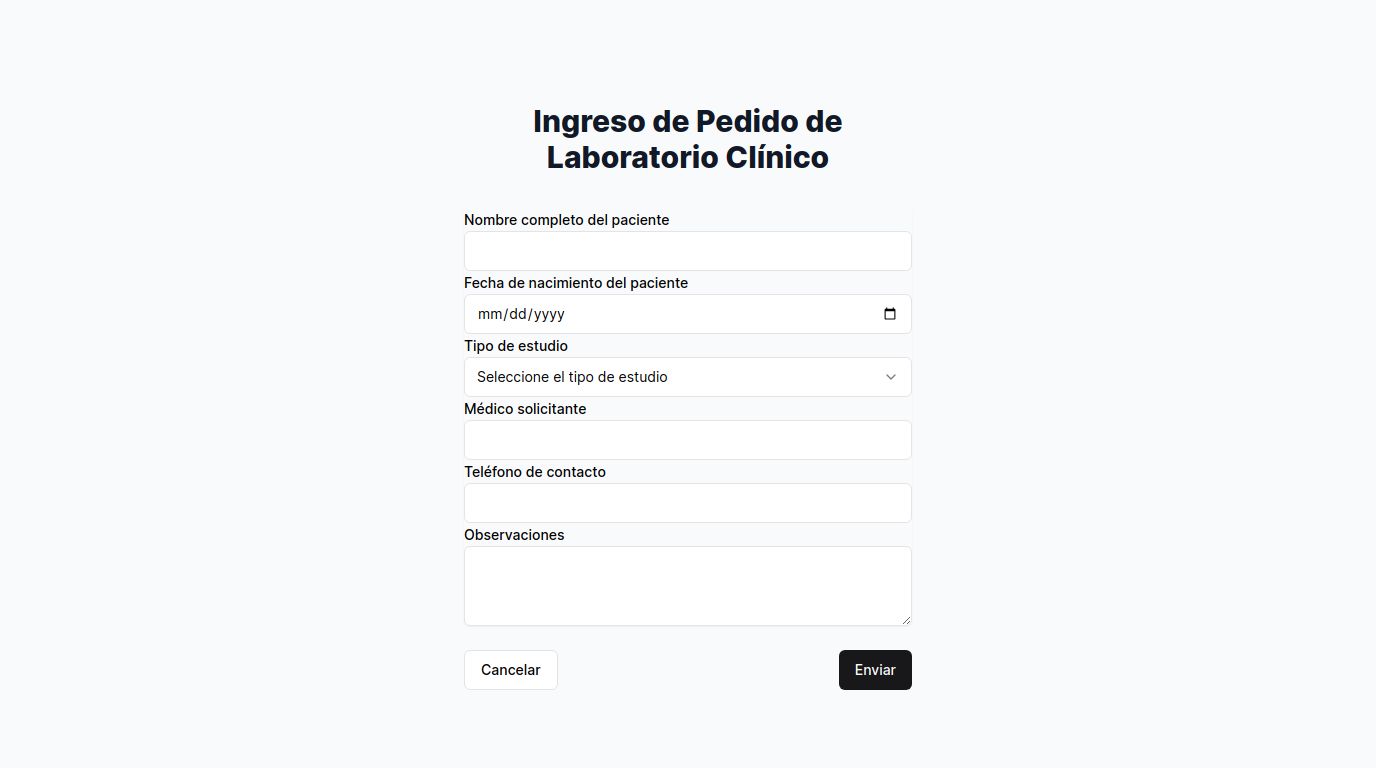 Ingreso de Pedido de
Laboratorio Clínico
Nombre completo del paciente
Fecha de nacimiento del paciente
mm/dd/yyyy
Tipo de estudio
Seleccione el tipo de estudio
Médico solicitante
Teléfono de contacto
Observaciones
Cancelar
Enviar